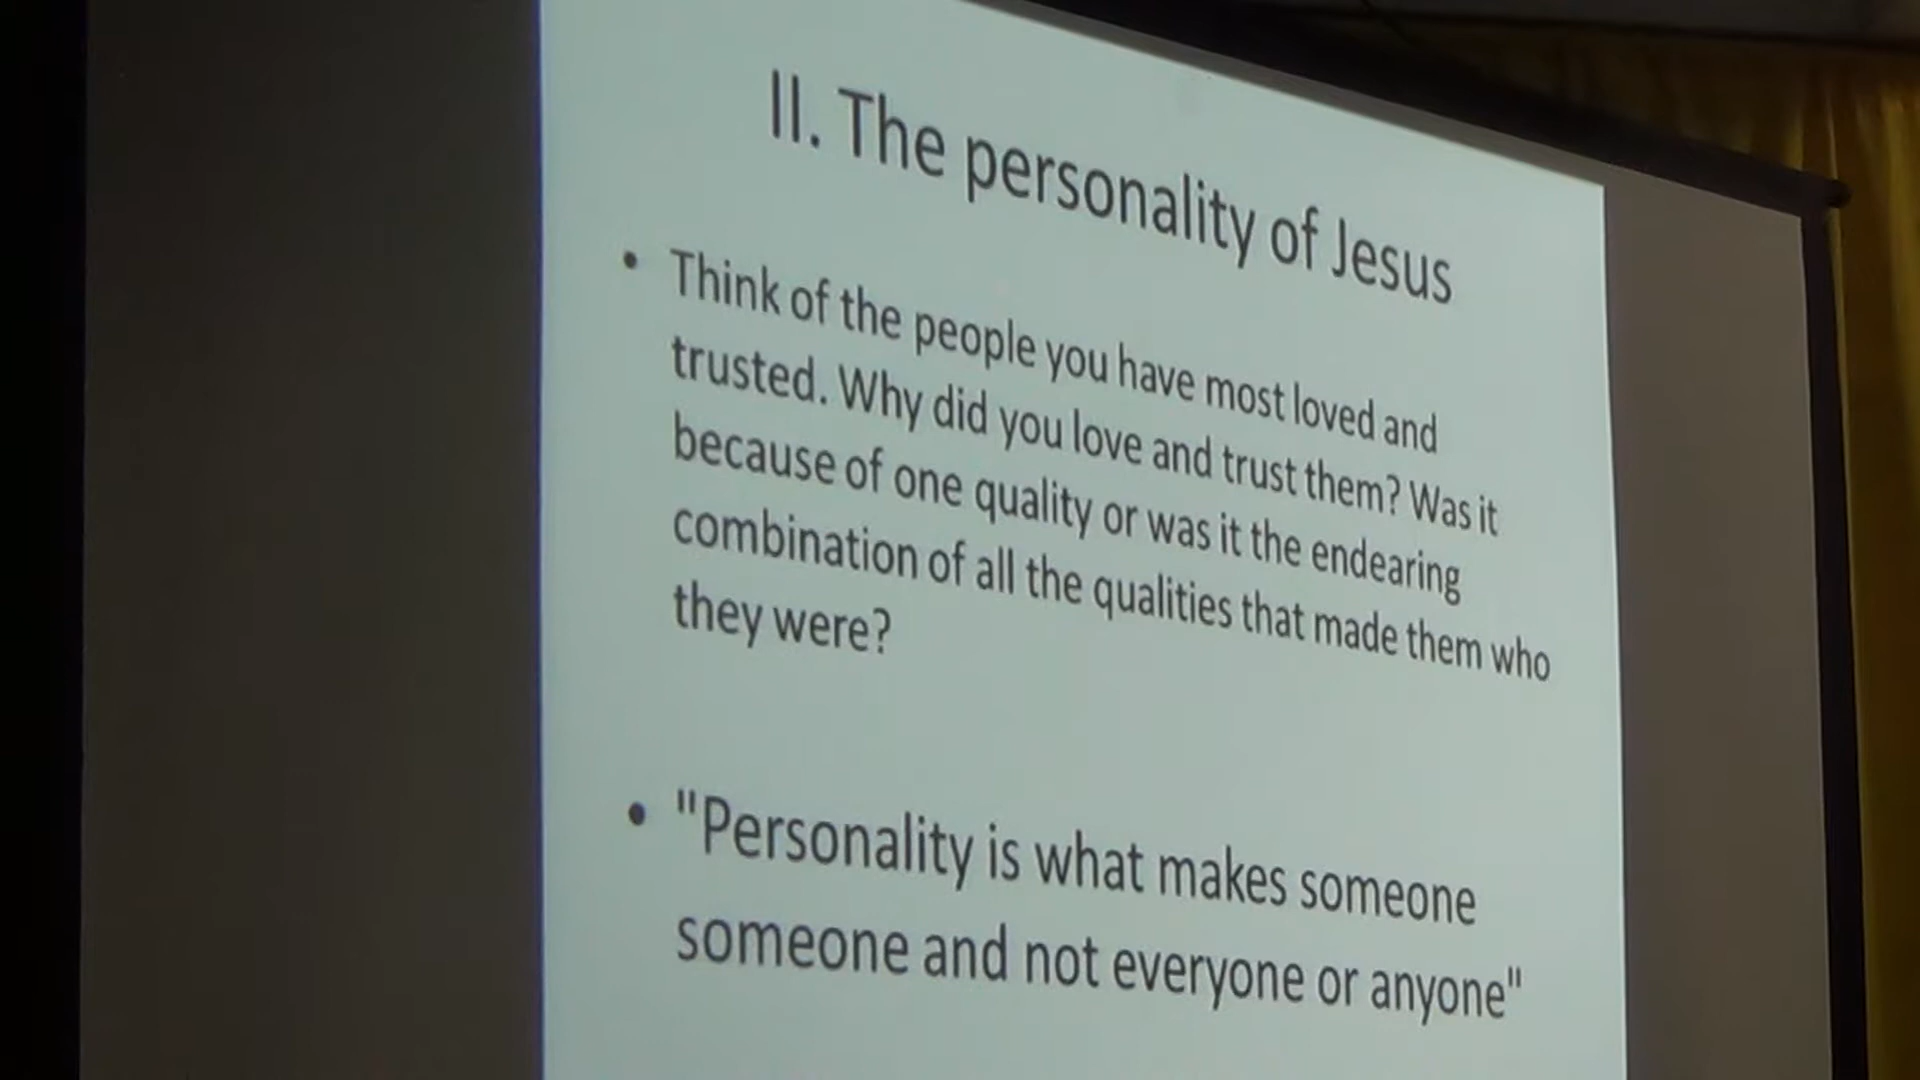 II. The personality of Jesus
• Think of the people you have most loved and
trusted. Why did you love and trust them? Was it
because of one quality or was it the endearing
combination of all the qualities that made them who
they were?
• "Personality is what makes someone
someone and not everyone or anyone"